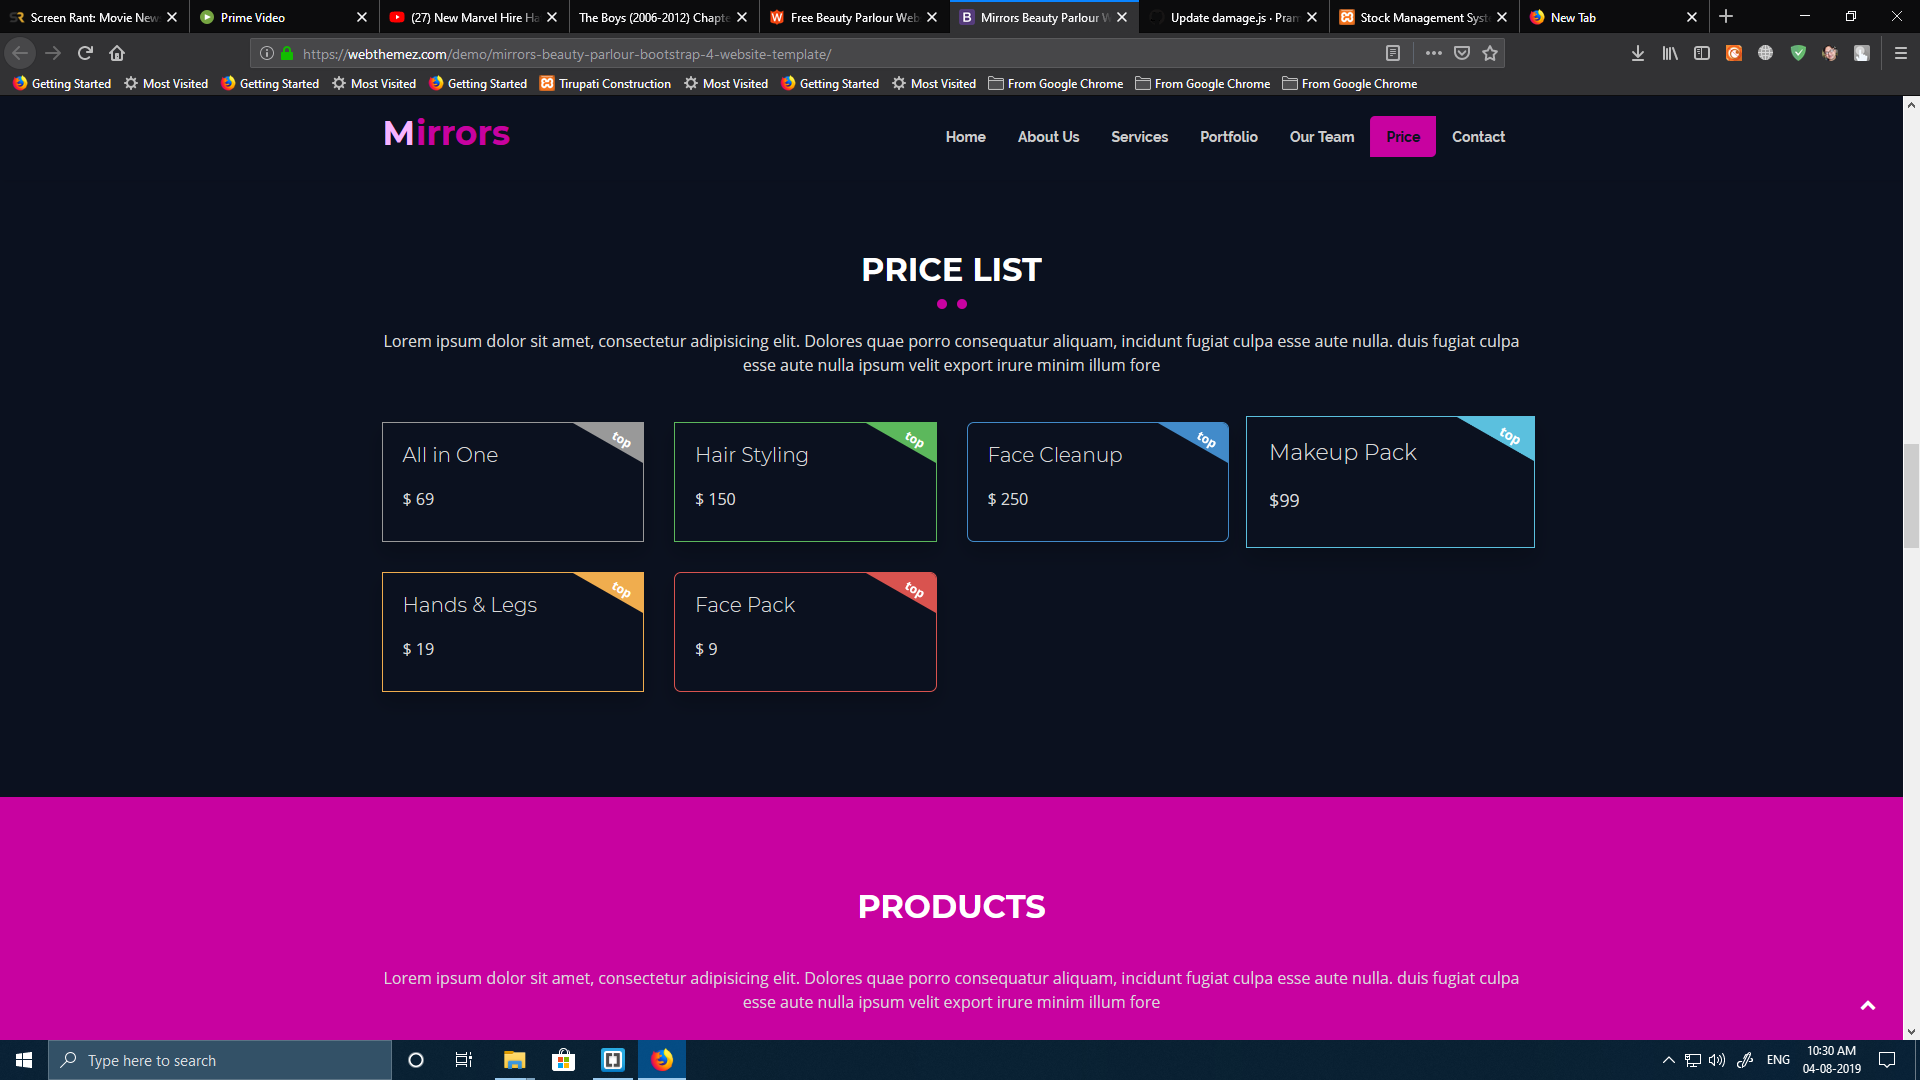 Screen Rant: Movie New
Prime Video
(27) New Marvel Hire Ha
The Boys (2006-2012) Chapte
Free Beauty Parlour Web
Mirrors Beauty Parlour W
Update damage.js · Pram
Stock Management Syste
New Tab
https://webthemez.com/demo/mirrors-beauty-parlour-bootstrap-4-website-template/
Getting Started Most Visited Getting Started Most Visited Getting Started Tirupati Construction Most Visited Getting Started Most Visited From Google Chrome From Google Chrome From Google Chrome
Mirrors
Home About Us Services Portfolio Our Team Price Contact
PRICE LIST
Lorem ipsum dolor sit amet, consectetur adipisicing elit. Dolores quae porro consequatur aliquam, incidunt fugiat culpa esse aute nulla. duis fugiat culpa
esse aute nulla ipsum velit export irure minim illum fore
top
All in One
$ 69
top
Hair Styling
$ 150
top
Face Cleanup
$ 250
top
Makeup Pack
$99
top
Hands & Legs
$ 19
top
Face Pack
$ 9
PRODUCTS
Lorem ipsum dolor sit amet, consectetur adipisicing elit. Dolores quae porro consequatur aliquam, incidunt fugiat culpa esse aute nulla. duis fugiat culpa
esse aute nulla ipsum velit export irure minim illum fore
Type here to search
ENG
10:30 AM
04-08-2019